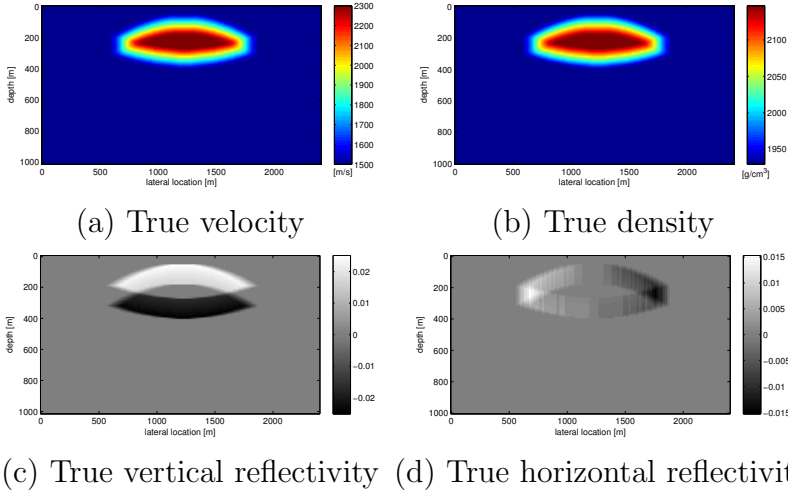 0
200
400
600
800
1000
depth [m]
0 500 1000 1500 2000
lateral location [m]
2300
2200
2100
2000
1900
1800
1700
1600
1500
[m/s]
0
200
400
600
800
1000
depth [m]
0 500 1000 1500 2000
lateral location [m]
2100
2050
2000
1950
[g/cm³]
(a) True velocity
(b) True density
0
200
400
600
800
1000
depth [m]
0 500 1000 1500 2000
lateral location [m]
0.02
0.01
0
−0.01
−0.02
0
200
400
600
800
1000
depth [m]
0 500 1000 1500 2000
lateral location [m]
0.015
0.01
0.005
0
−0.005
−0.01
−0.015
(c) True vertical reflectivity
(d) True horizontal reflectivit